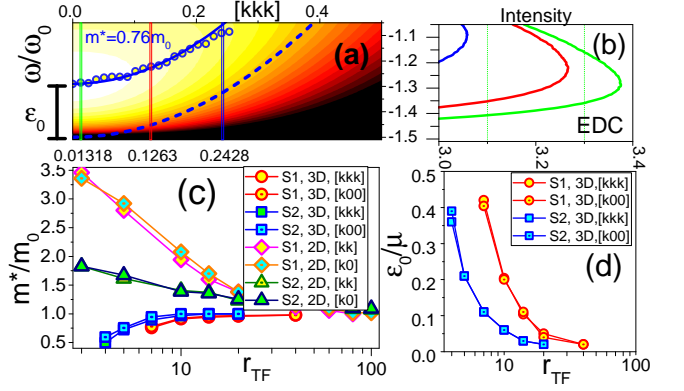 0.0 0.2 [kkk] 0.4
m*=0.76m0
(a)
ω/ω0
ε0
-1.1
-1.2
-1.3
-1.4
-1.5
0.01318 0.1263 0.2428
Intensity
(b)
EDC
3.0 3.2 3.4
(c)
S1, 3D, [kkk]
S1, 3D, [k00]
S2, 3D, [kkk]
S2, 3D, [k00]
S1, 2D, [kk]
S1, 2D, [k0]
S2, 2D, [kk]
S2, 2D, [k0]
m*/m0
3.5
3.0
2.5
2.0
1.5
1.0
0.5
10 100
rTF
S1, 3D,[kkk]
S1, 3D,[k00]
S2, 3D,[kkk]
S2, 3D,[k00]
(d)
ε0/μ
0.4
0.3
0.2
0.1
0.0
10 100
rTF